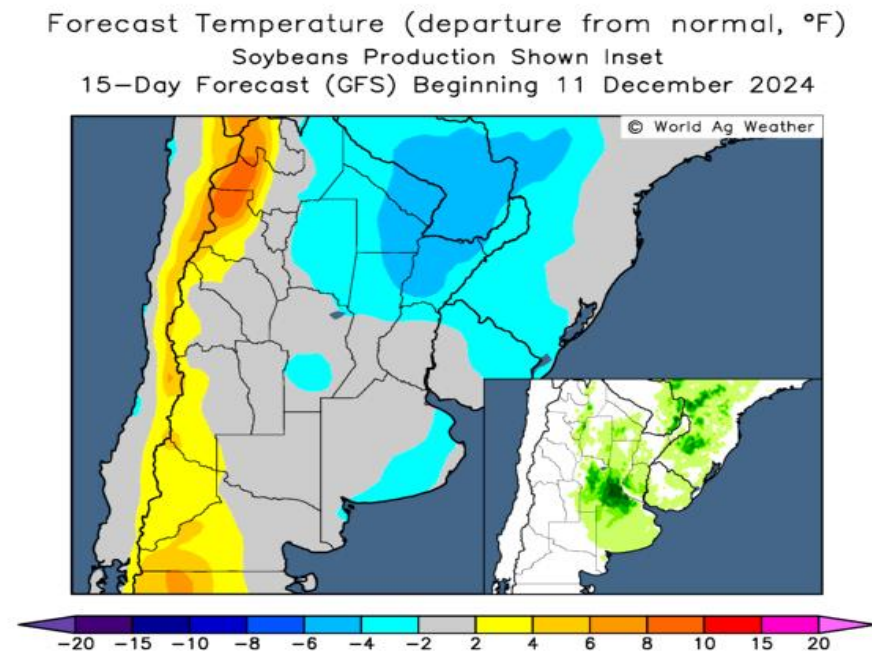 Forecast Temperature (departure from normal, °F)
Soybeans Production Shown Inset
15-Day Forecast (GFS) Beginning 11 December 2024
© World Ag Weather
-20 -15 -10 -8 -6 -4 -2 2 4 6 8 10 15 20